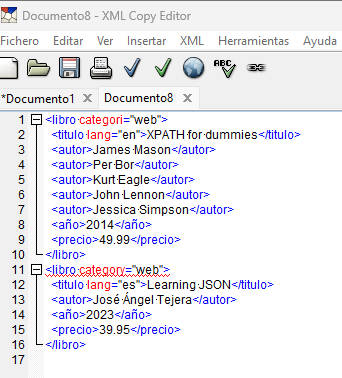 Documento8 - XML Copy Editor
Fichero Editar Ver Insertar XML Herramientas Ayuda
ABC
*Documento1 Documento8
1 <libro categori="web">
2 <titulo lang="en">XPATH for dummies</titulo>
3 <autor>James Mason</autor>
4 <autor>Per Bor</autor>
5 <autor>Kurt Eagle</autor>
6 <autor>John Lennon</autor>
7 <autor>Jessica Simpson</autor>
8 <año>2014</año>
9 <precio>49.99</precio>
10 </libro>
11 <libro category="web">
12 <titulo lang="es">Learning JSON</titulo>
13 <autor>José Ángel Tejera</autor>
14 <año>2023</año>
15 <precio>39.95</precio>
16 </libro>
17